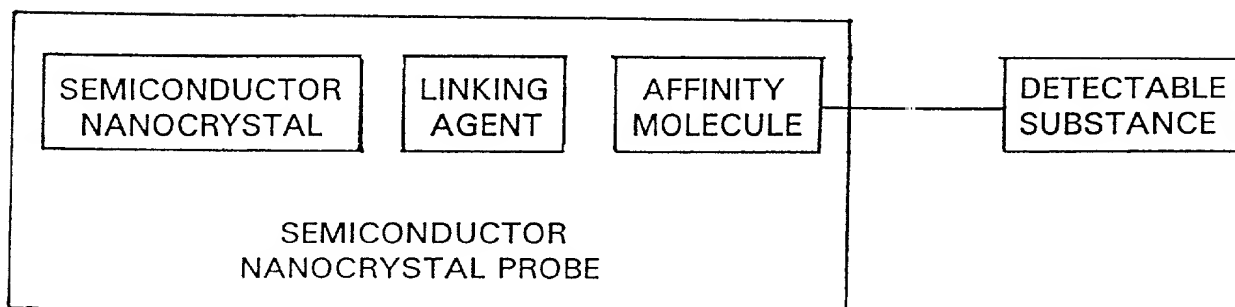 SEMICONDUCTOR
NANOCRYSTAL
LINKING
AGENT
AFFINITY
MOLECULE
DETECTABLE
SUBSTANCE
SEMICONDUCTOR
NANOCRYSTAL PROBE